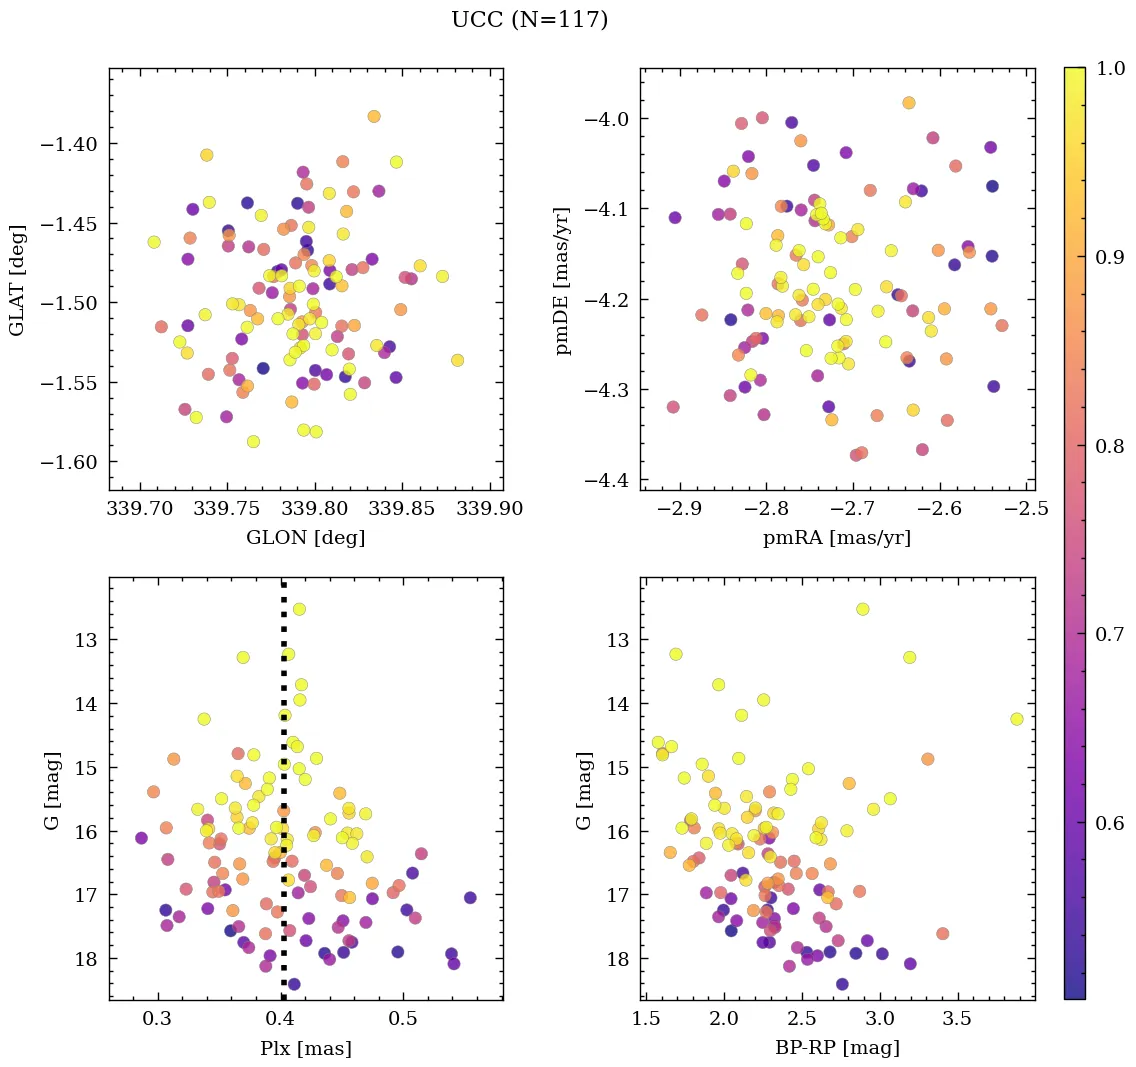 UCC (N=117)
−1.40
−1.45
−1.50
−1.55
−1.60
GLAT [deg]
339.70 339.75 339.80 339.85 339.90
GLON [deg]
−4.0
−4.1
−4.2
−4.3
−4.4
pmDE [mas/yr]
−2.9 −2.8 −2.7 −2.6 −2.5
pmRA [mas/yr]
1.0
0.9
0.8
0.7
0.6
13
14
15
16
17
18
G [mag]
0.3 0.4 0.5
Plx [mas]
13
14
15
16
17
18
G [mag]
1.5 2.0 2.5 3.0 3.5
BP-RP [mag]